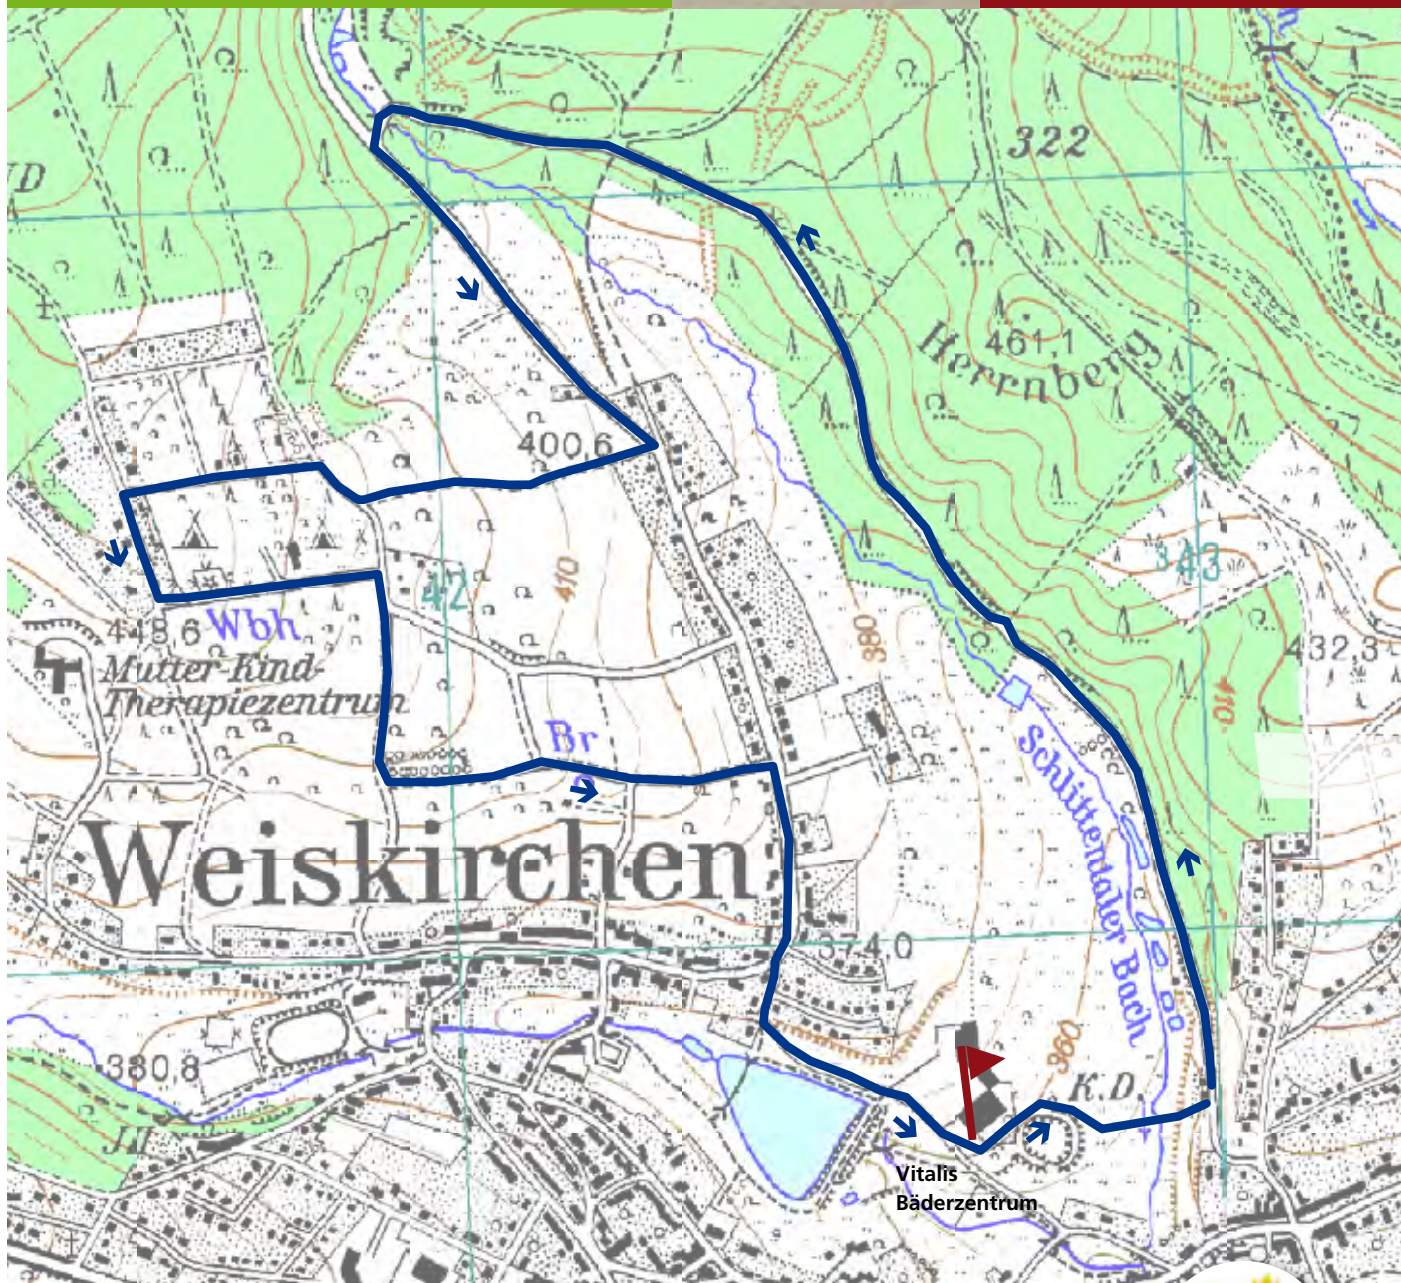 322
Herrnberg
461,1
400,6
410
42
343
Wbh
448,6
380
432,3
Mutter-Kind-
Therapiezentrum
410
Br
Schlittentaler Bach
Weiskirchen
374,0
360
K.D.
380,8
Vitalis
Bäderzentrum